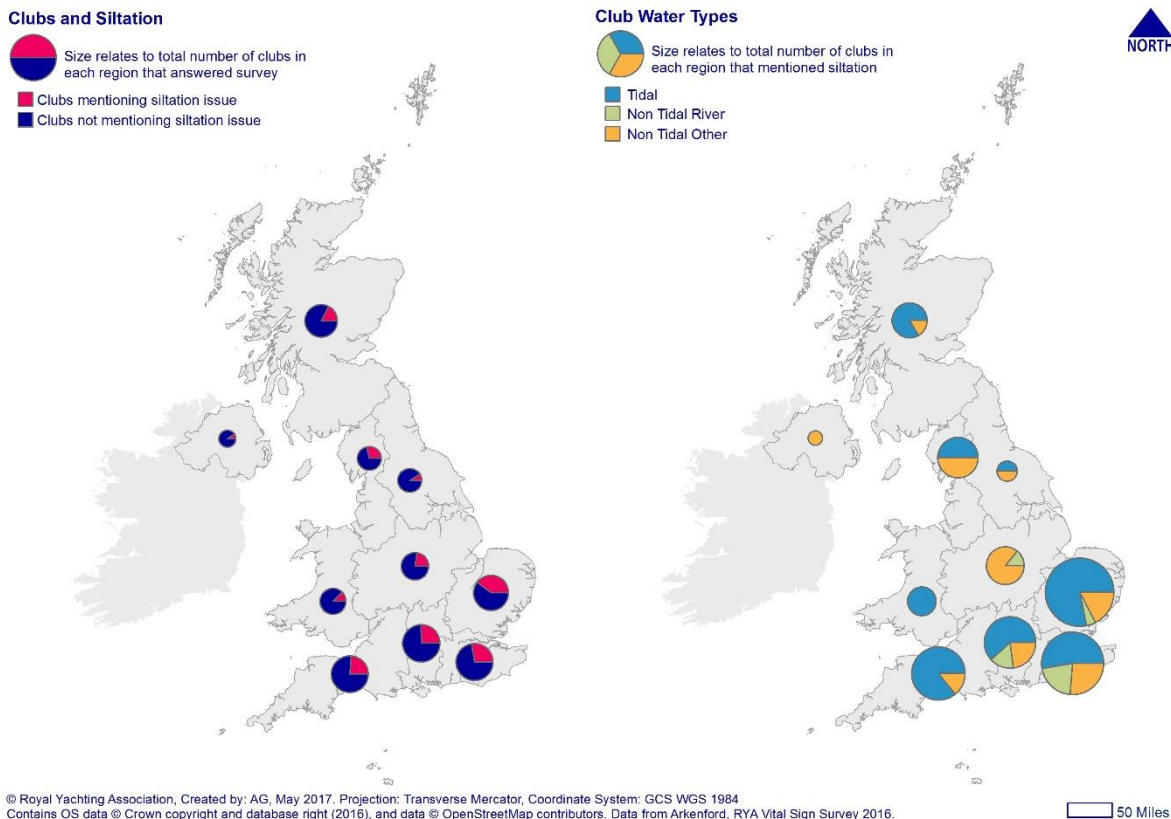 Clubs and Siltation
Size relates to total number of clubs in
each region that answered survey
Clubs mentioning siltation issue
Clubs not mentioning siltation issue
Club Water Types
Size relates to total number of clubs in
each region that mentioned siltation
Tidal
Non Tidal River
Non Tidal Other
NORTH
© Royal Yachting Association, Created by: AG, May 2017. Projection: Transverse Mercator, Coordinate System: GCS WGS 1984
Contains OS data © Crown copyright and database right (2016), and data © OpenStreetMap contributors. Data from Arkenford, RYA Vital Sign Survey 2016.
50 Miles